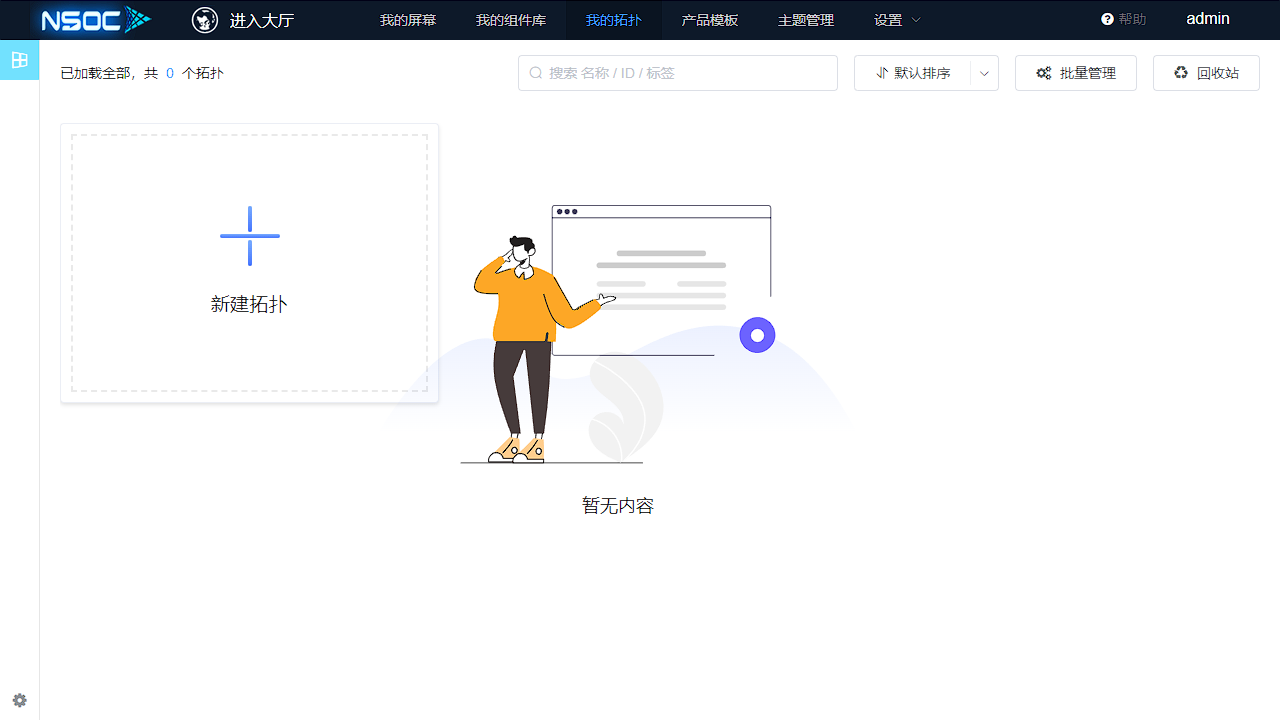 NSOC 进入大厅 我的屏幕 我的组件库 我的拓扑 产品模板 主题管理 设置 帮助 admin
已加载全部，共 0 个拓扑 搜索 名称 / ID / 标签 默认排序 批量管理 回收站
新建拓扑
暂无内容